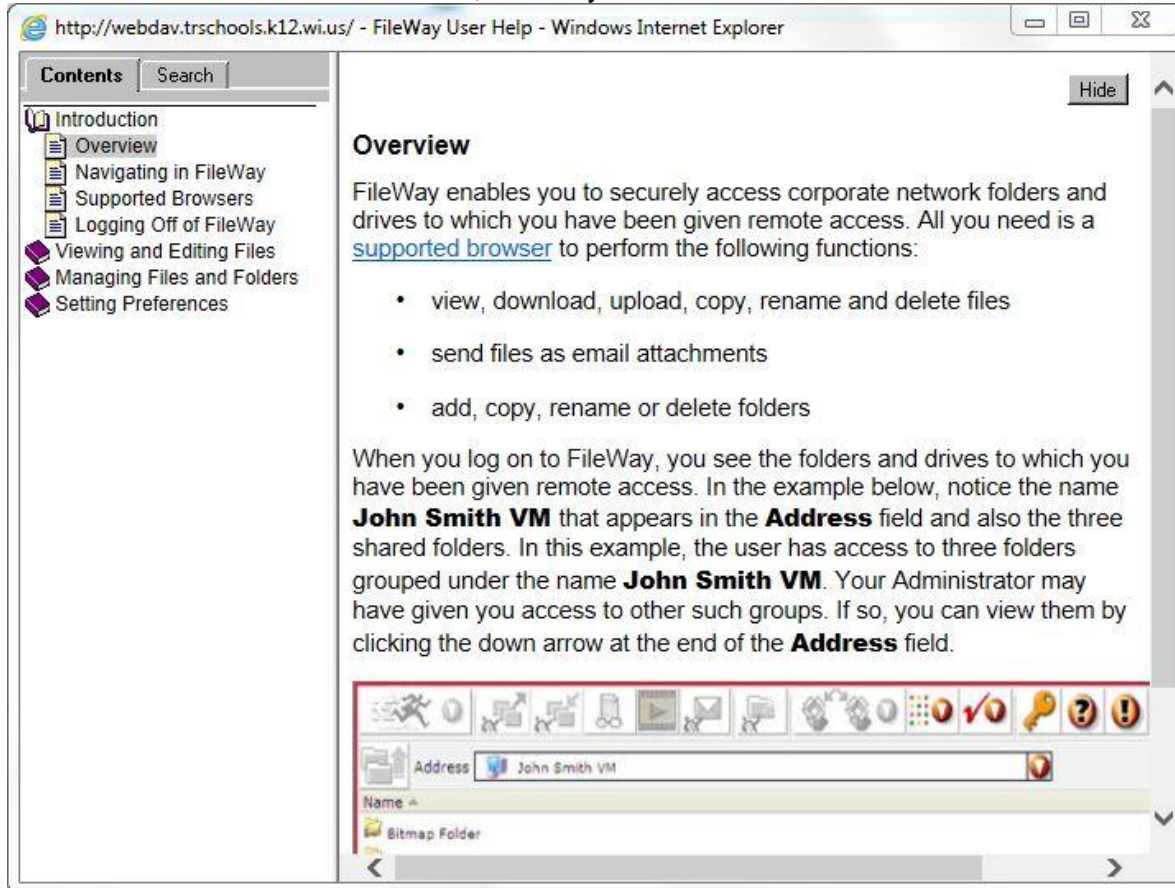 http://webdav.trschools.k12.wi.us/ - FileWay User Help - Windows Internet Explorer
Contents
Search
Introduction
Overview
Navigating in FileWay
Supported Browsers
Logging Off of FileWay
Viewing and Editing Files
Managing Files and Folders
Setting Preferences
Hide
Overview
FileWay enables you to securely access corporate network folders and
drives to which you have been given remote access. All you need is a
supported browser to perform the following functions:
• view, download, upload, copy, rename and delete files
• send files as email attachments
• add, copy, rename or delete folders
When you log on to FileWay, you see the folders and drives to which you
have been given remote access. In the example below, notice the name
John Smith VM that appears in the Address field and also the three
shared folders. In this example, the user has access to three folders
grouped under the name John Smith VM. Your Administrator may
have given you access to other such groups. If so, you can view them by
clicking the down arrow at the end of the Address field.
Address John Smith VM
Name
Bitmap Folder